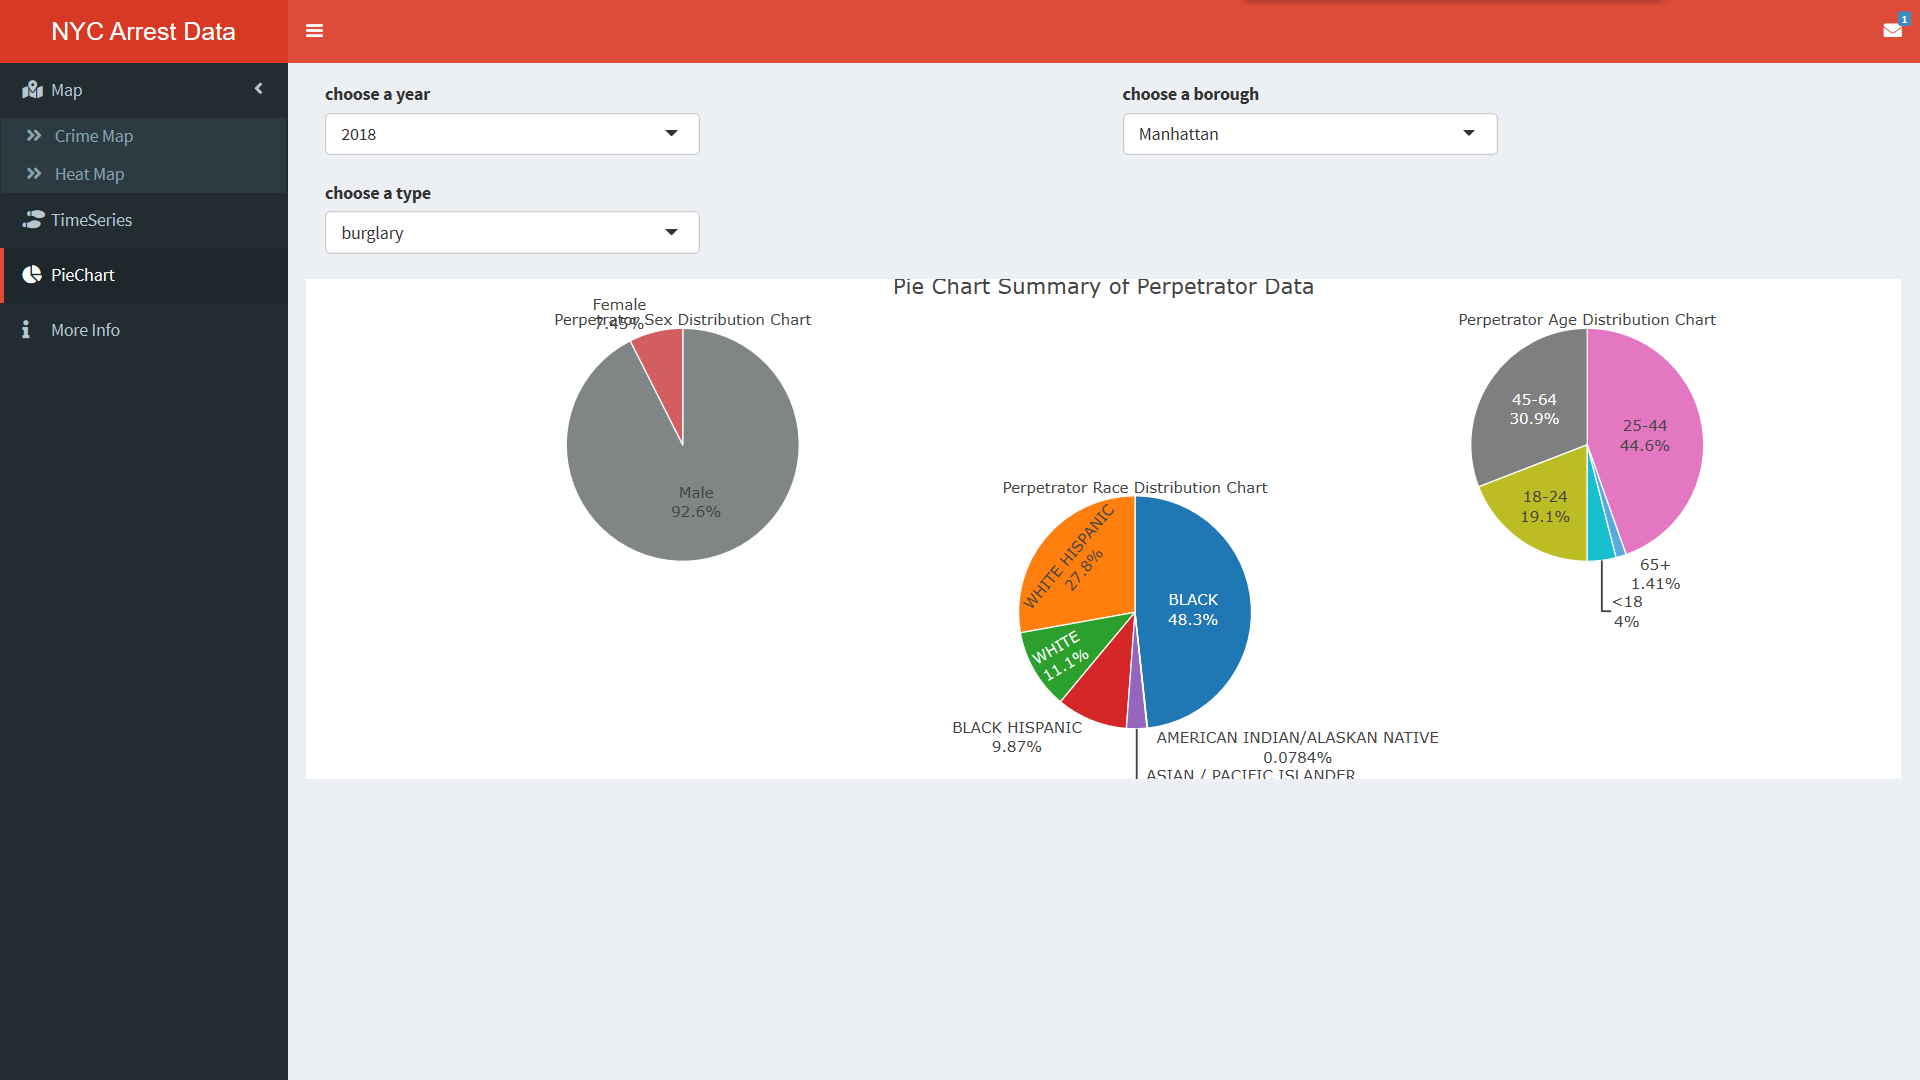 NYC Arrest Data
1
Map
Crime Map
Heat Map
TimeSeries
PieChart
More Info
choose a year
2018
choose a borough
Manhattan
choose a type
burglary
Pie Chart Summary of Perpetrator Data
Female
7.45%
Perpetrator Sex Distribution Chart
Male
92.6%
Perpetrator Race Distribution Chart
WHITE HISPANIC
27.8%
BLACK
48.3%
WHITE
11.1%
BLACK HISPANIC
9.87%
AMERICAN INDIAN/ALASKAN NATIVE
0.0784%
ASIAN / PACIFIC ISLANDER
Perpetrator Age Distribution Chart
45-64
30.9%
25-44
44.6%
18-24
19.1%
65+
1.41%
<18
4%